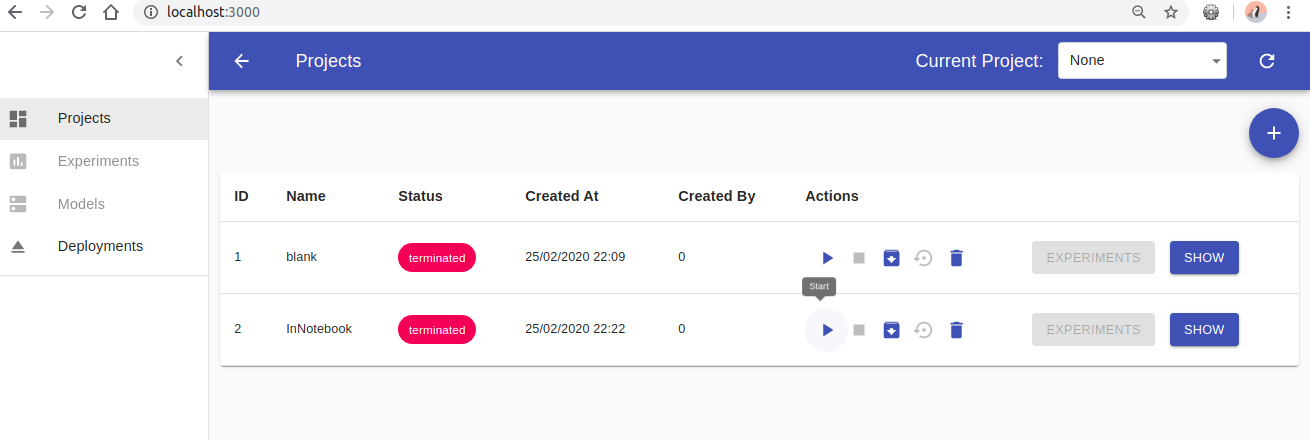 localhost:3000
Projects Current Project: None
Projects
Experiments
Models
Deployments
+
ID Name Status Created At Created By Actions
1 blank terminated 25/02/2020 22:09 0 EXPERIMENTS SHOW
Start
2 InNotebook terminated 25/02/2020 22:22 0 EXPERIMENTS SHOW